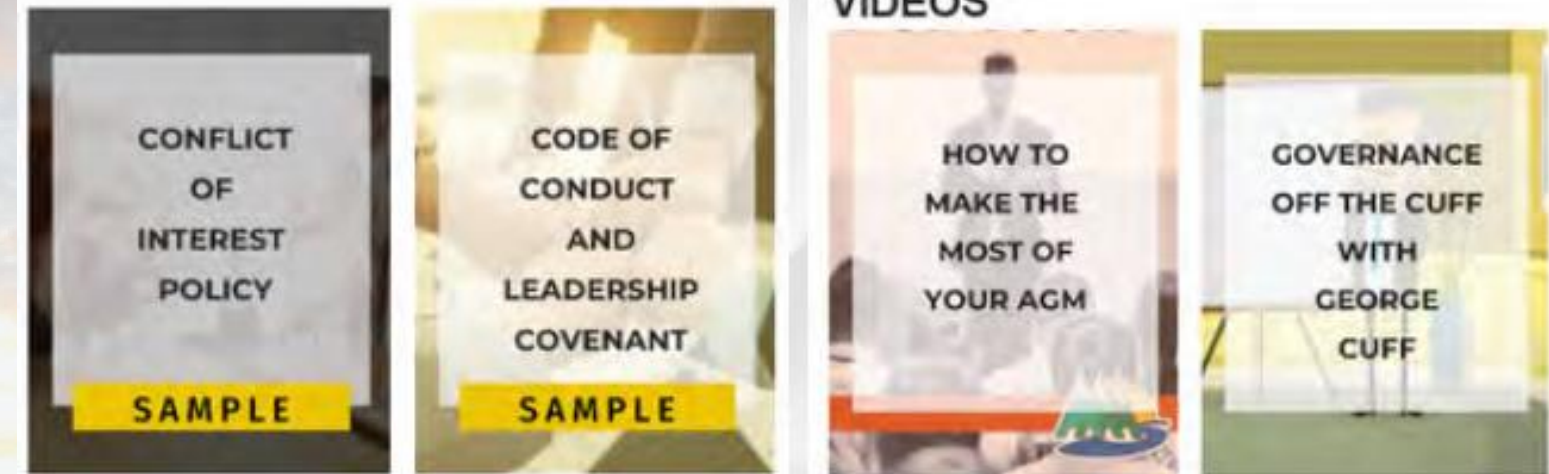 VIDEOS
CONFLICT
OF
INTEREST
POLICY
SAMPLE
CODE OF
CONDUCT
AND
LEADERSHIP
COVENANT
SAMPLE
HOW TO
MAKE THE
MOST OF
YOUR AGM
GOVERNANCE
OFF THE CUFF
WITH
GEORGE
CUFF